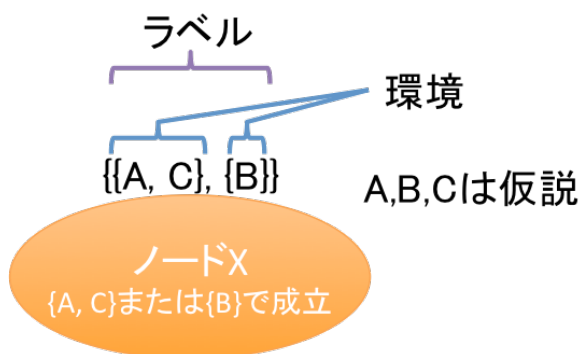 ラベル
環境
{{A, C}, {B}}
A,B,Cは仮説
ノードX
{A, C}または{B}で成立